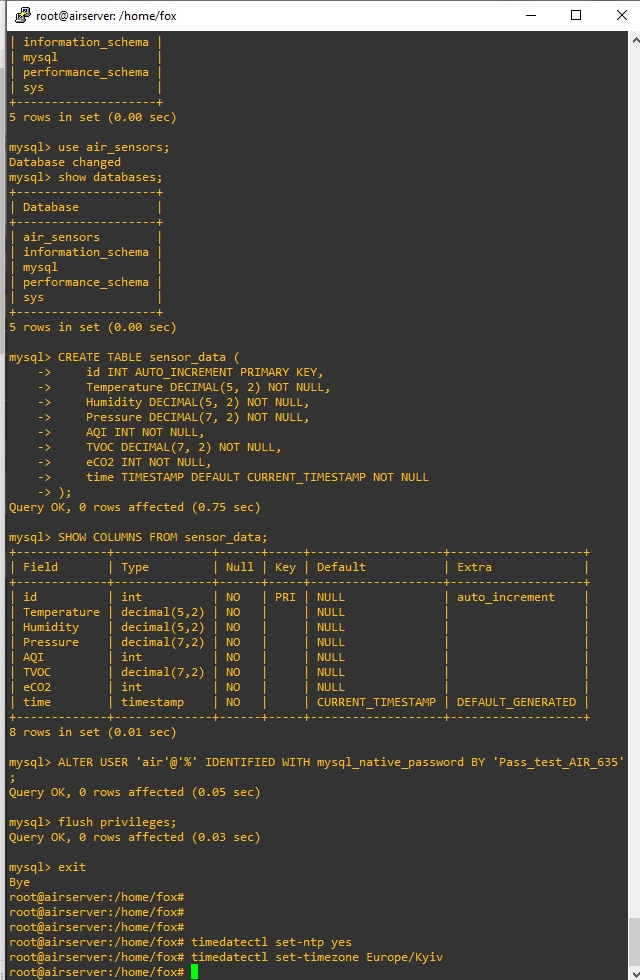 root@airserver: /home/fox
| information_schema |
| mysql              |
| performance_schema |
| sys                |
+--------------------+
5 rows in set (0.00 sec)
mysql> use air_sensors;
Database changed
mysql> show databases;
+--------------------+
| Database           |
+--------------------+
| air_sensors        |
| information_schema |
| mysql              |
| performance_schema |
| sys                |
+--------------------+
5 rows in set (0.00 sec)
mysql> CREATE TABLE sensor_data (
    ->     id INT AUTO_INCREMENT PRIMARY KEY,
    ->     Temperature DECIMAL(5, 2) NOT NULL,
    ->     Humidity DECIMAL(5, 2) NOT NULL,
    ->     Pressure DECIMAL(7, 2) NOT NULL,
    ->     AQI INT NOT NULL,
    ->     TVOC DECIMAL(7, 2) NOT NULL,
    ->     eCO2 INT NOT NULL,
    ->     time TIMESTAMP DEFAULT CURRENT_TIMESTAMP NOT NULL
    -> );
Query OK, 0 rows affected (0.75 sec)
mysql> SHOW COLUMNS FROM sensor_data;
+-------------+--------------+------+-----+-------------------+-------------------+
| Field       | Type         | Null | Key | Default           | Extra             |
+-------------+--------------+------+-----+-------------------+-------------------+
| id          | int          | NO   | PRI | NULL              | auto_increment    |
| Temperature | decimal(5,2) | NO   |     | NULL              |                   |
| Humidity    | decimal(5,2) | NO   |     | NULL              |                   |
| Pressure    | decimal(7,2) | NO   |     | NULL              |                   |
| AQI         | int          | NO   |     | NULL              |                   |
| TVOC        | decimal(7,2) | NO   |     | NULL              |                   |
| eCO2        | int          | NO   |     | NULL              |                   |
| time        | timestamp    | NO   |     | CURRENT_TIMESTAMP | DEFAULT_GENERATED |
+-------------+--------------+------+-----+-------------------+-------------------+
8 rows in set (0.01 sec)
mysql> ALTER USER 'air'@'%' IDENTIFIED WITH mysql_native_password BY 'Pass_test_AIR_635'
;
Query OK, 0 rows affected (0.05 sec)
mysql> flush privileges;
Query OK, 0 rows affected (0.03 sec)
mysql> exit
Bye
root@airserver:/home/fox#
root@airserver:/home/fox#
root@airserver:/home/fox#
root@airserver:/home/fox# timedatectl set-ntp yes
root@airserver:/home/fox# timedatectl set-timezone Europe/Kyiv
root@airserver:/home/fox#